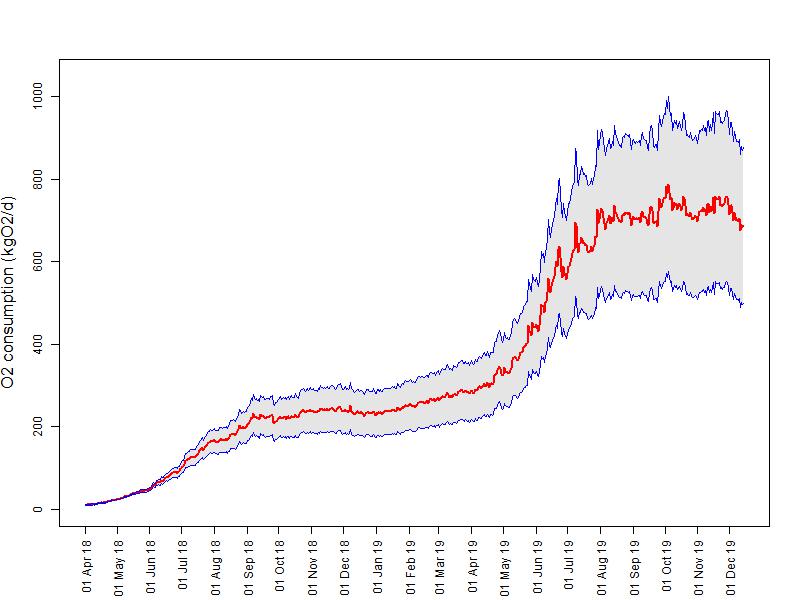 O2 consumption (kgO2/d)
1000
800
600
400
200
0
01 Apr 18
01 May 18
01 Jun 18
01 Jul 18
01 Aug 18
01 Sep 18
01 Oct 18
01 Nov 18
01 Dec 18
01 Jan 19
01 Feb 19
01 Mar 19
01 Apr 19
01 May 19
01 Jun 19
01 Jul 19
01 Aug 19
01 Sep 19
01 Oct 19
01 Nov 19
01 Dec 19